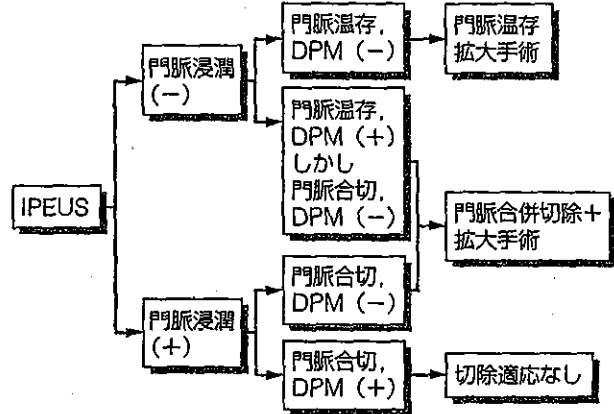 IPEUS
門脈浸潤
(−)
門脈浸潤
(+)
門脈温存,
DPM (−)
門脈温存,
DPM (+)
しかし
門脈合切,
DPM (−)
門脈合切,
DPM (−)
門脈合切,
DPM (+)
門脈温存
拡大手術
門脈合併切除+
拡大手術
切除適応なし